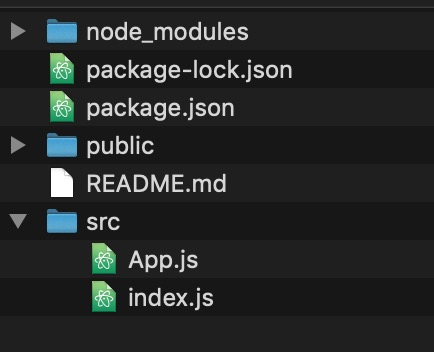 node_modules
package-lock.json
package.json
public
README.md
src
App.js
index.js